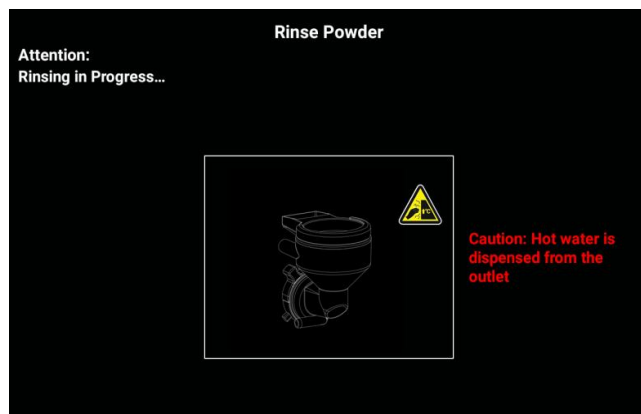 Rinse Powder
Attention:
Rinsing in Progress...
Caution: Hot water is
dispensed from the
outlet